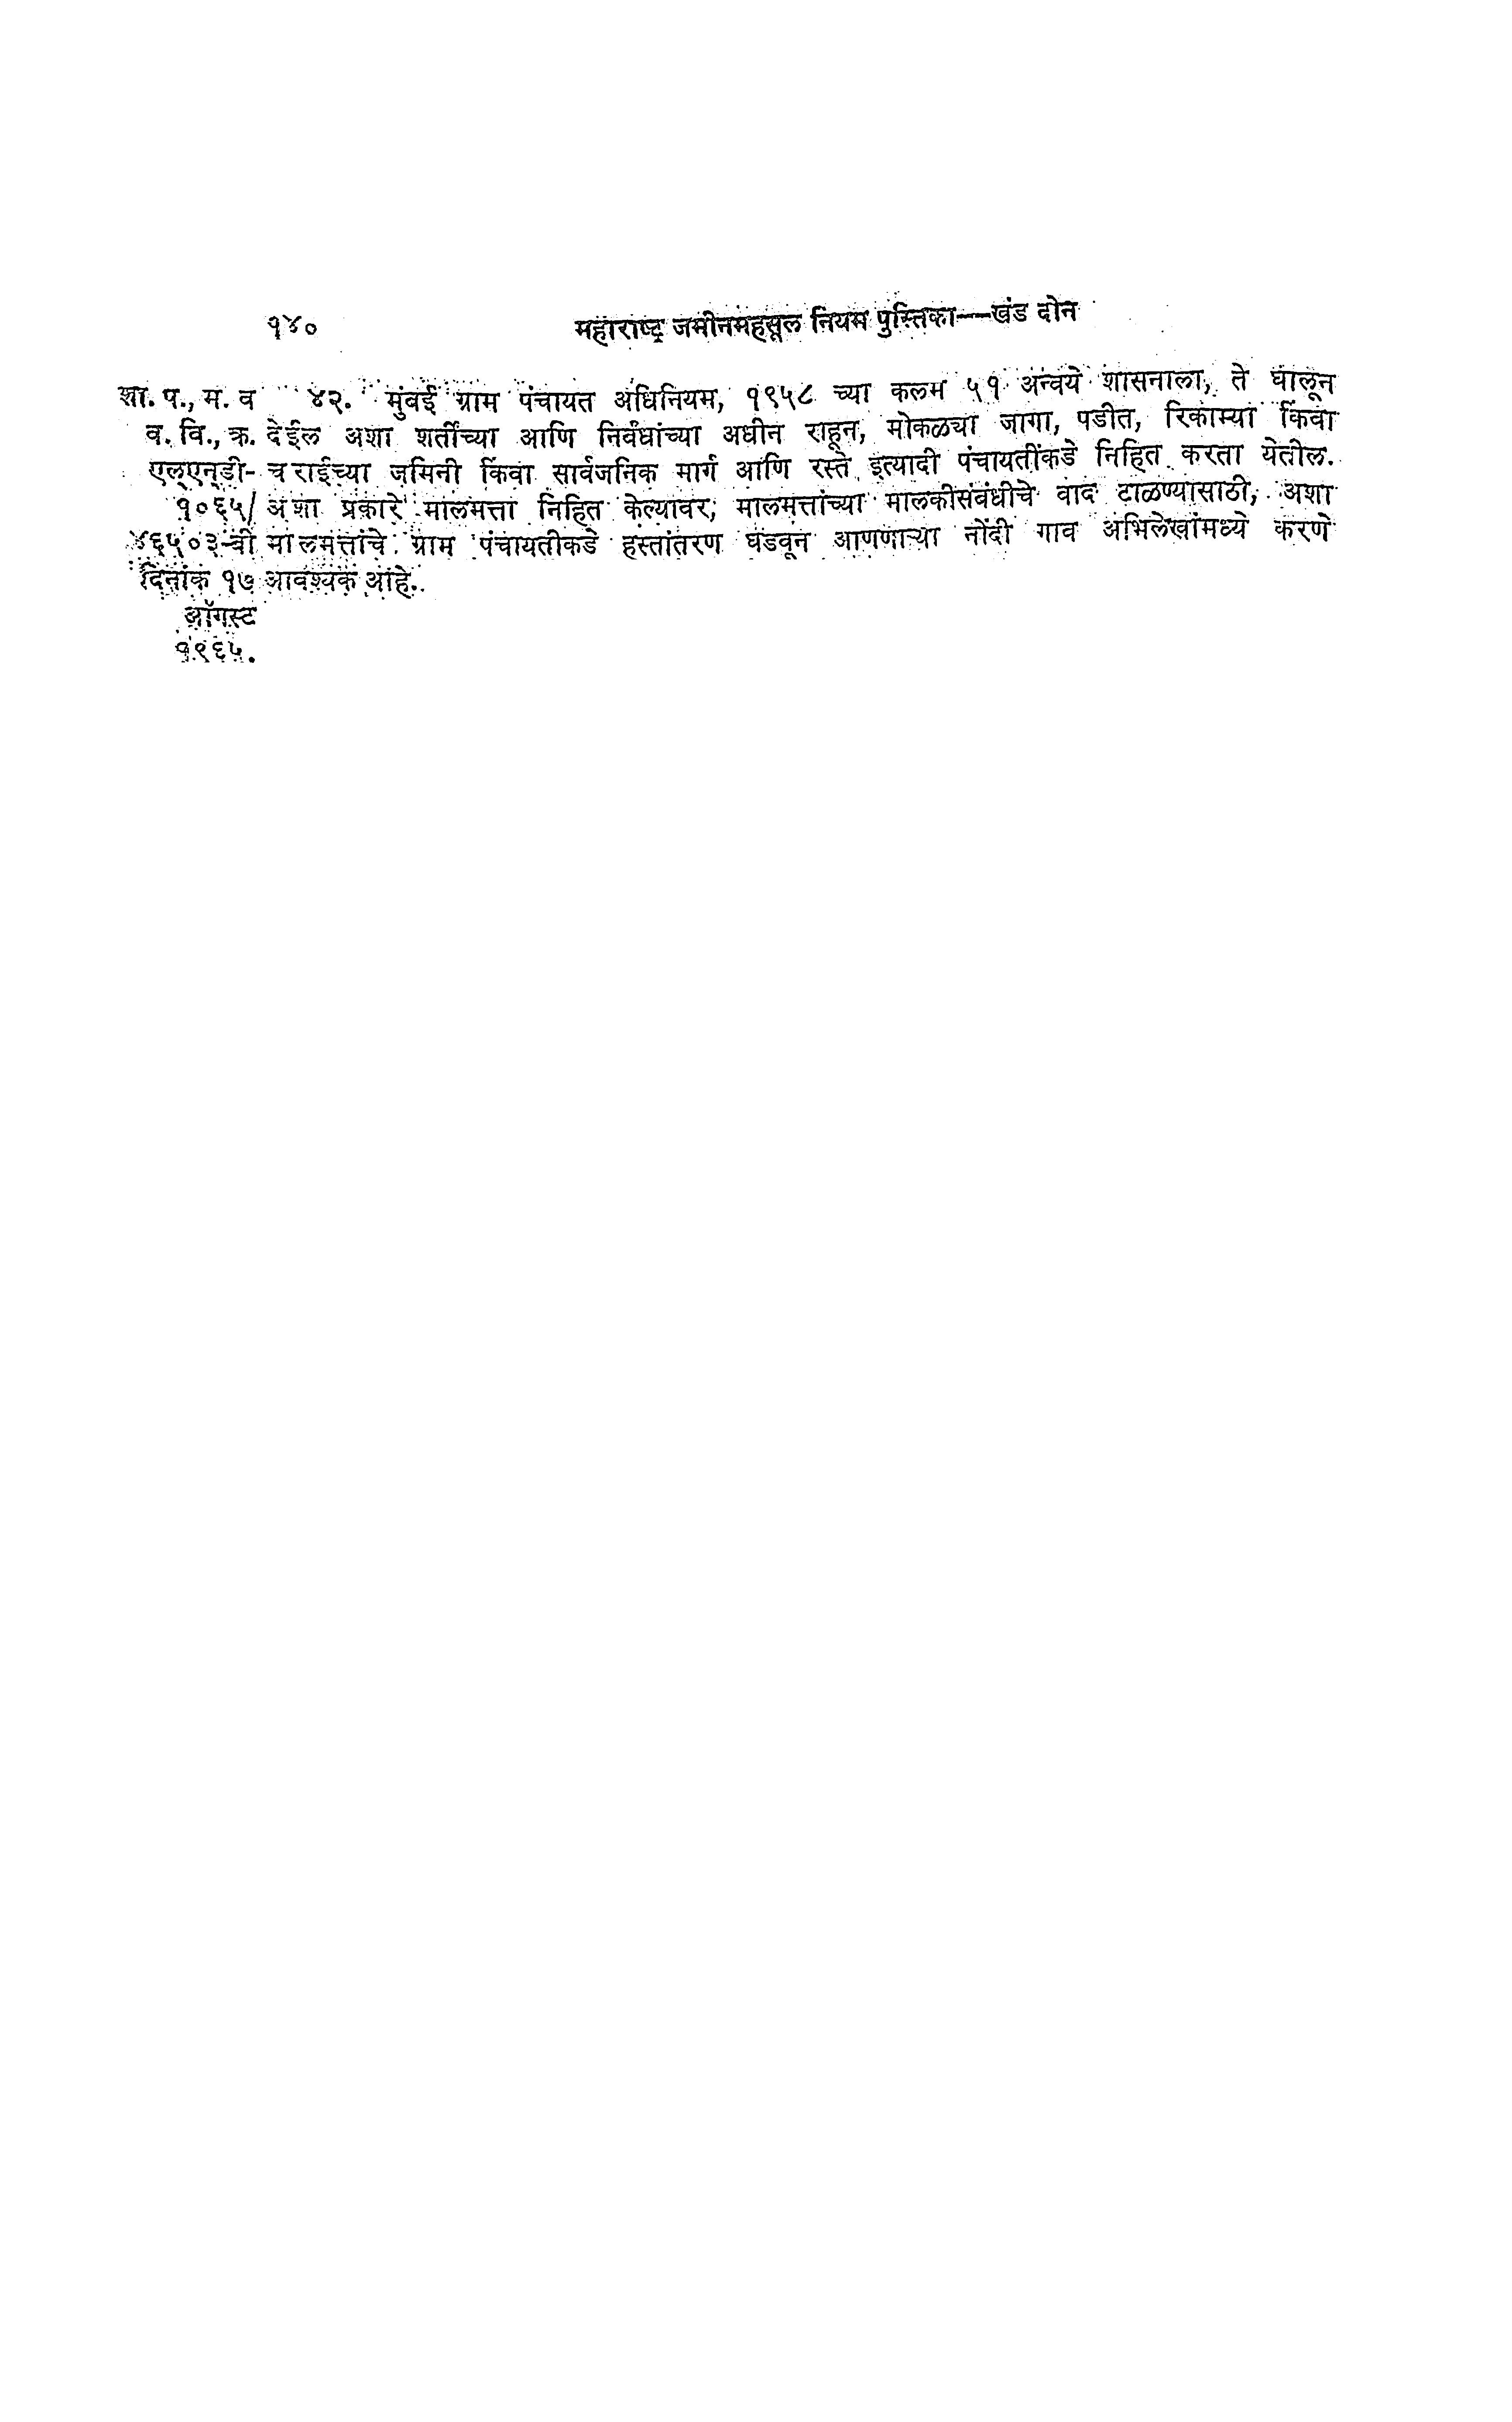 १४० महाराष्ट्र जमीनमहसूल नियम पुस्तिका—खंड दोन
शा. प., म. व ४२. मुंबई ग्राम पंचायत अधिनियम, १९५८ च्या कलम ५१ अन्वये शासनाला, ते घालून
व. वि., क्र. देईल अशा शर्तींच्या आणि निर्बंधांच्या अधीन राहून, मोकळ्या जागा, पडीत, रिकाम्या किंवा
एल्एन्डी- चराईच्या जमिनी किंवा सार्वजनिक मार्ग आणि रस्ते इत्यादी पंचायतींकडे निहित करता येतील.
१०६५/ अशा प्रकारे मालमत्ता निहित केल्यावर, मालमत्तांच्या मालकीसंबंधीचे वाद टाळण्यासाठी, अशा
४६५०३-बी मालमत्तांचे ग्राम पंचायतीकडे हस्तांतरण घडवून आणणाऱ्या नोंदी गाव अभिलेखांमध्ये करणे
दिनांक १७ आवश्यक आहे.
ऑगस्ट
१९६५.